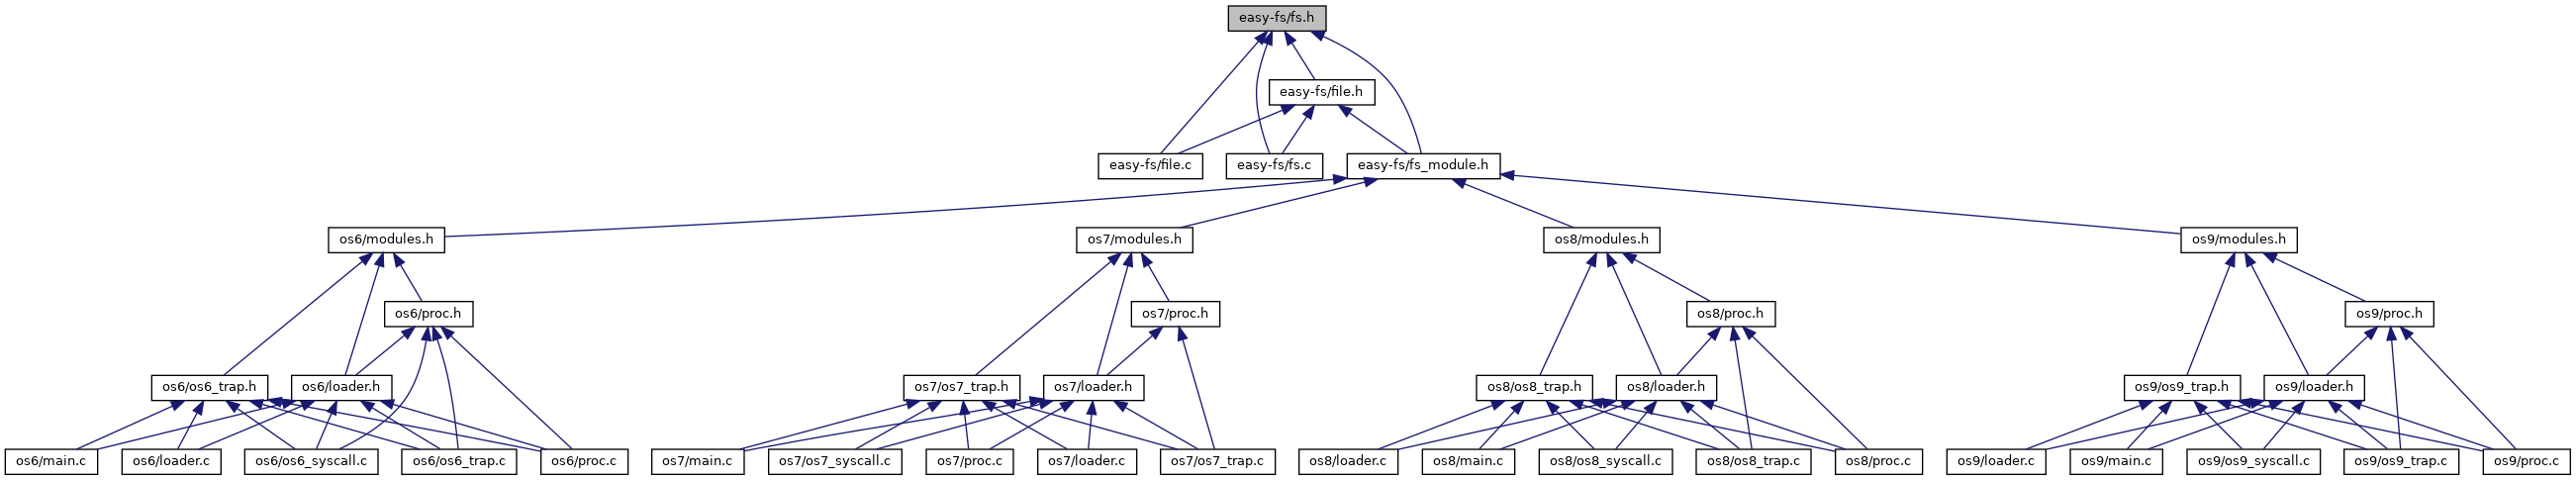 easy-fs/fs.h
easy-fs/file.h
easy-fs/file.c
easy-fs/fs.c
easy-fs/fs_module.h
os6/modules.h
os7/modules.h
os8/modules.h
os9/modules.h
os6/proc.h
os7/proc.h
os8/proc.h
os9/proc.h
os6/os6_trap.h
os6/loader.h
os7/os7_trap.h
os7/loader.h
os8/os8_trap.h
os8/loader.h
os9/os9_trap.h
os9/loader.h
os6/main.c
os6/loader.c
os6/os6_syscall.c
os6/os6_trap.c
os6/proc.c
os7/main.c
os7/os7_syscall.c
os7/proc.c
os7/loader.c
os7/os7_trap.c
os8/loader.c
os8/main.c
os8/os8_syscall.c
os8/os8_trap.c
os8/proc.c
os9/loader.c
os9/main.c
os9/os9_syscall.c
os9/os9_trap.c
os9/proc.c